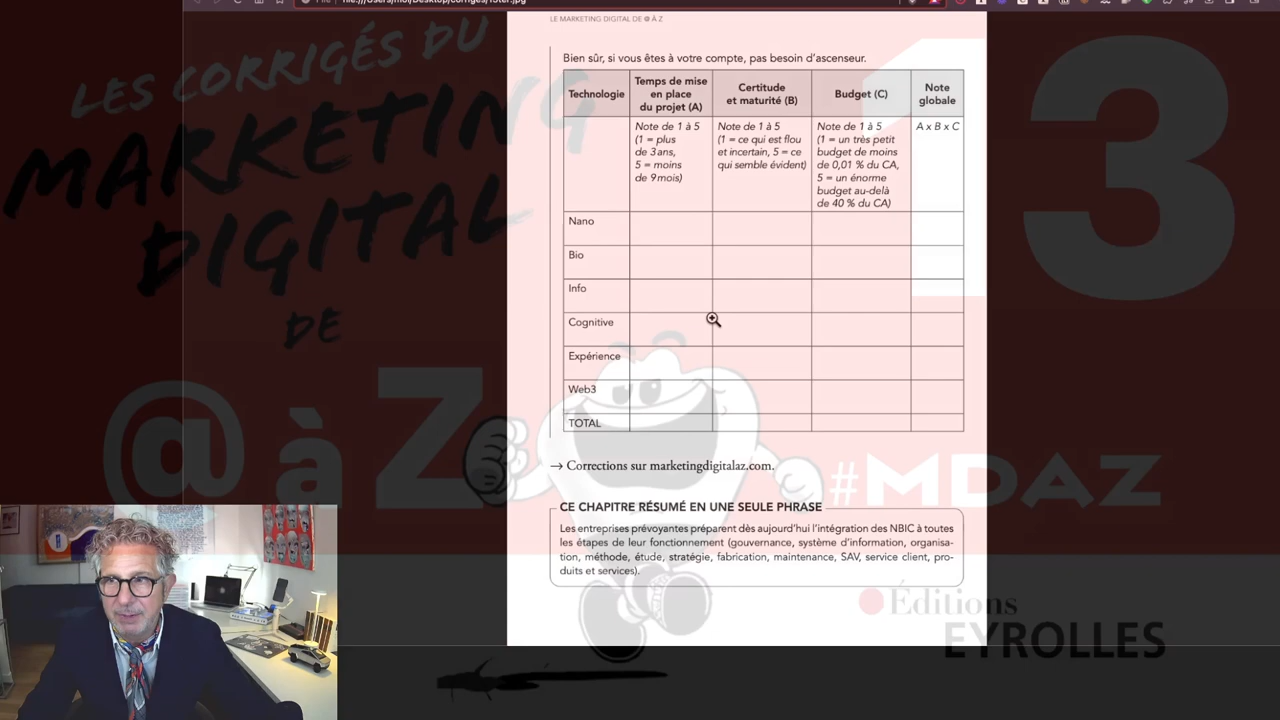 LE MARKETING DIGITAL DE @ À Z
Bien sûr, si vous êtes à votre compte, pas besoin d'ascenseur.
Technologie
Temps de mise
en place
du projet (A)
Certitude
et maturité (B)
Budget (C)
Note
globale
Note de 1 à 5
(1 = plus
de 3 ans,
5 = moins
de 9 mois)
Note de 1 à 5
(1 = ce qui est flou
et incertain, 5 = ce
qui semble évident)
Note de 1 à 5
(1 = un très petit
budget de moins
de 0,01 % du CA,
5 = un énorme
budget au-delà
de 40 % du CA)
A x B x C
Nano
Bio
Info
Cognitive
Expérience
Web3
TOTAL
→ Corrections sur marketingdigitalaz.com.
CE CHAPITRE RÉSUMÉ EN UNE SEULE PHRASE
Les entreprises prévoyantes préparent dès aujourd'hui l'intégration des NBIC à toutes
les étapes de leur fonctionnement (gouvernance, système d'information, organisa-
tion, méthode, étude, stratégie, fabrication, maintenance, SAV, service client, pro-
duits et services).
LES CORRIGÉS DU
MARKETING
DIGITAL
DE
@ à Z
13
#MDAZ
Éditions
EYROLLES